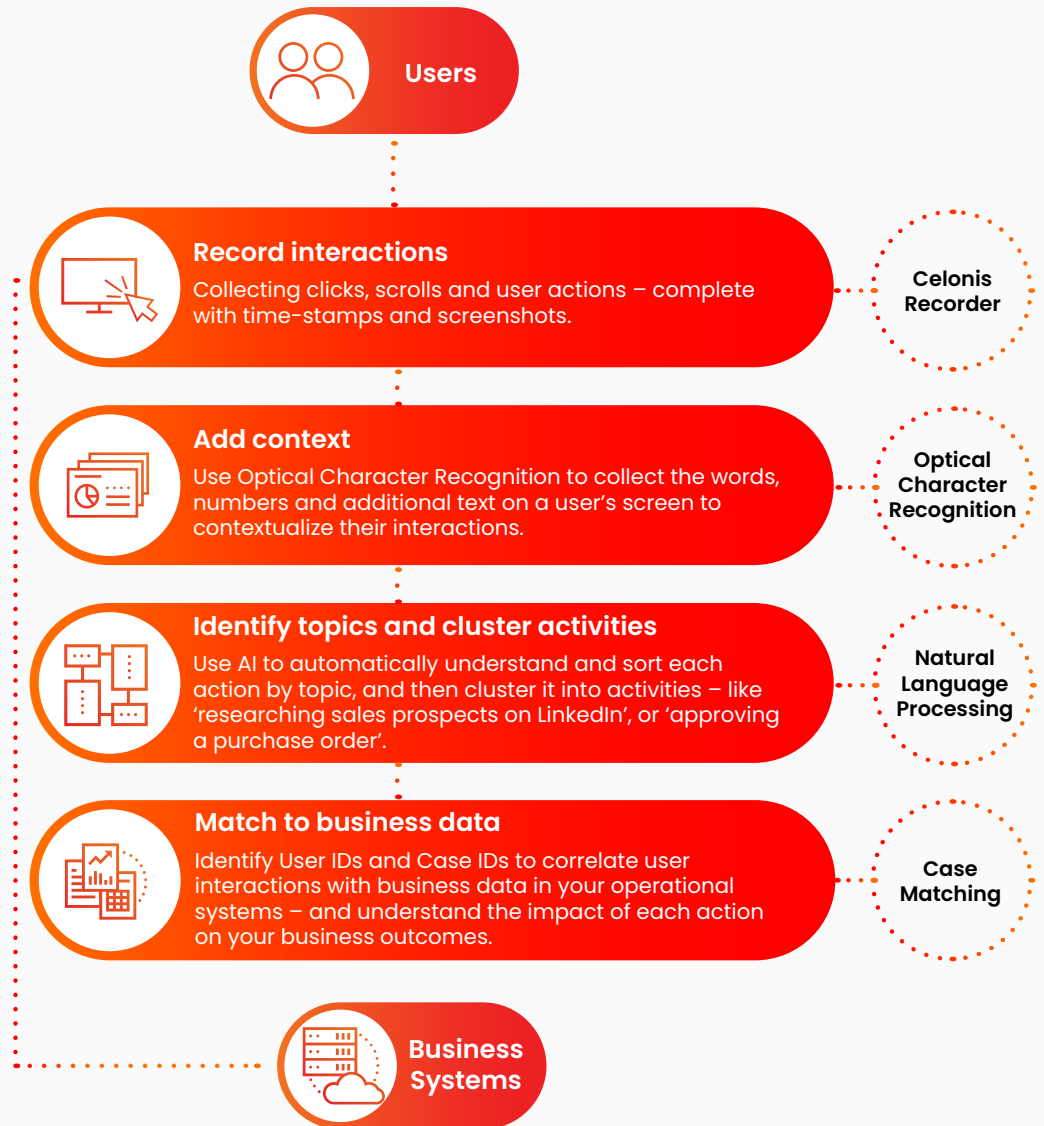 Users
Record interactions
Collecting clicks, scrolls and user actions – complete
with time-stamps and screenshots.
Celonis
Recorder
Add context
Use Optical Character Recognition to collect the words,
numbers and additional text on a user’s screen to
contextualize their interactions.
Optical
Character
Recognition
Identify topics and cluster activities
Use AI to automatically understand and sort each
action by topic, and then cluster it into activities – like
‘researching sales prospects on LinkedIn’, or ‘approving
a purchase order’.
Natural
Language
Processing
Match to business data
Identify User IDs and Case IDs to correlate user
interactions with business data in your operational
systems – and understand the impact of each action
on your business outcomes.
Case
Matching
Business
Systems